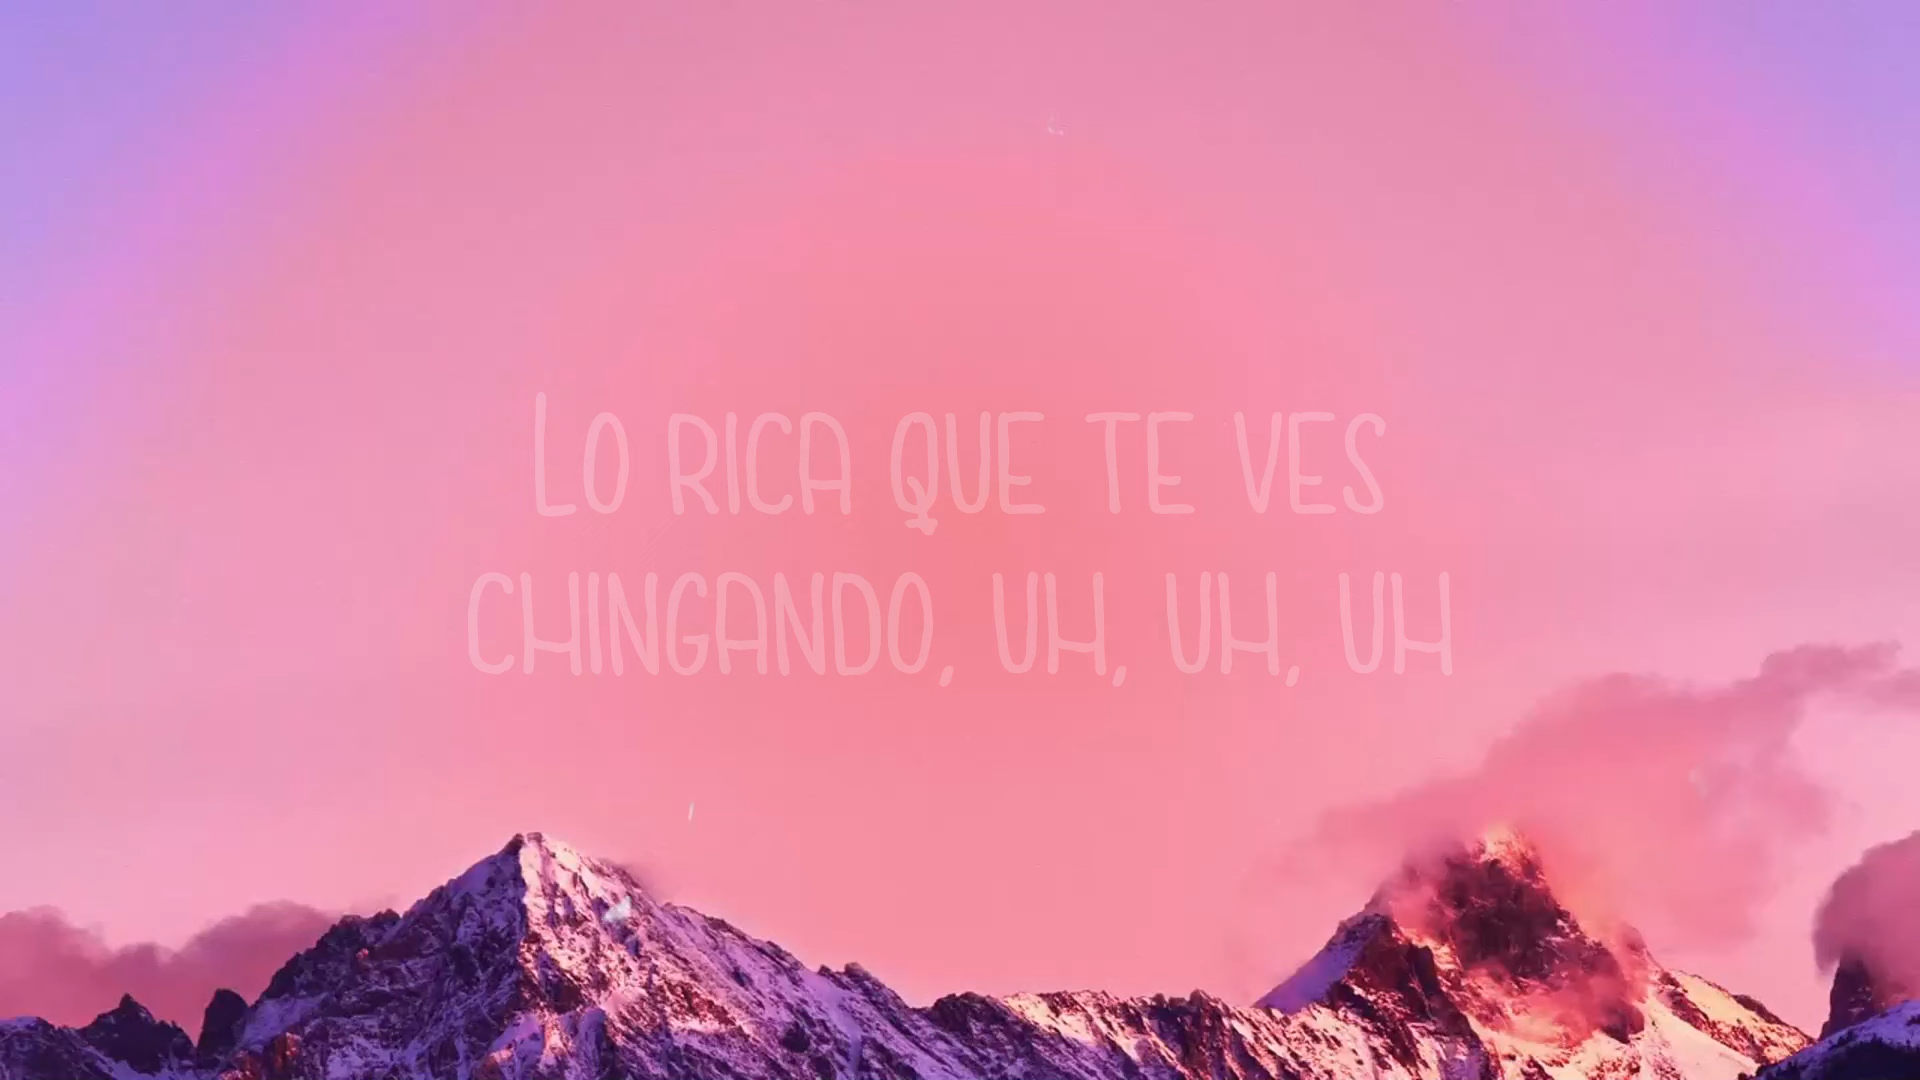 LO RICA QUE TE VES
CHINGANDO, UH, UH, UH